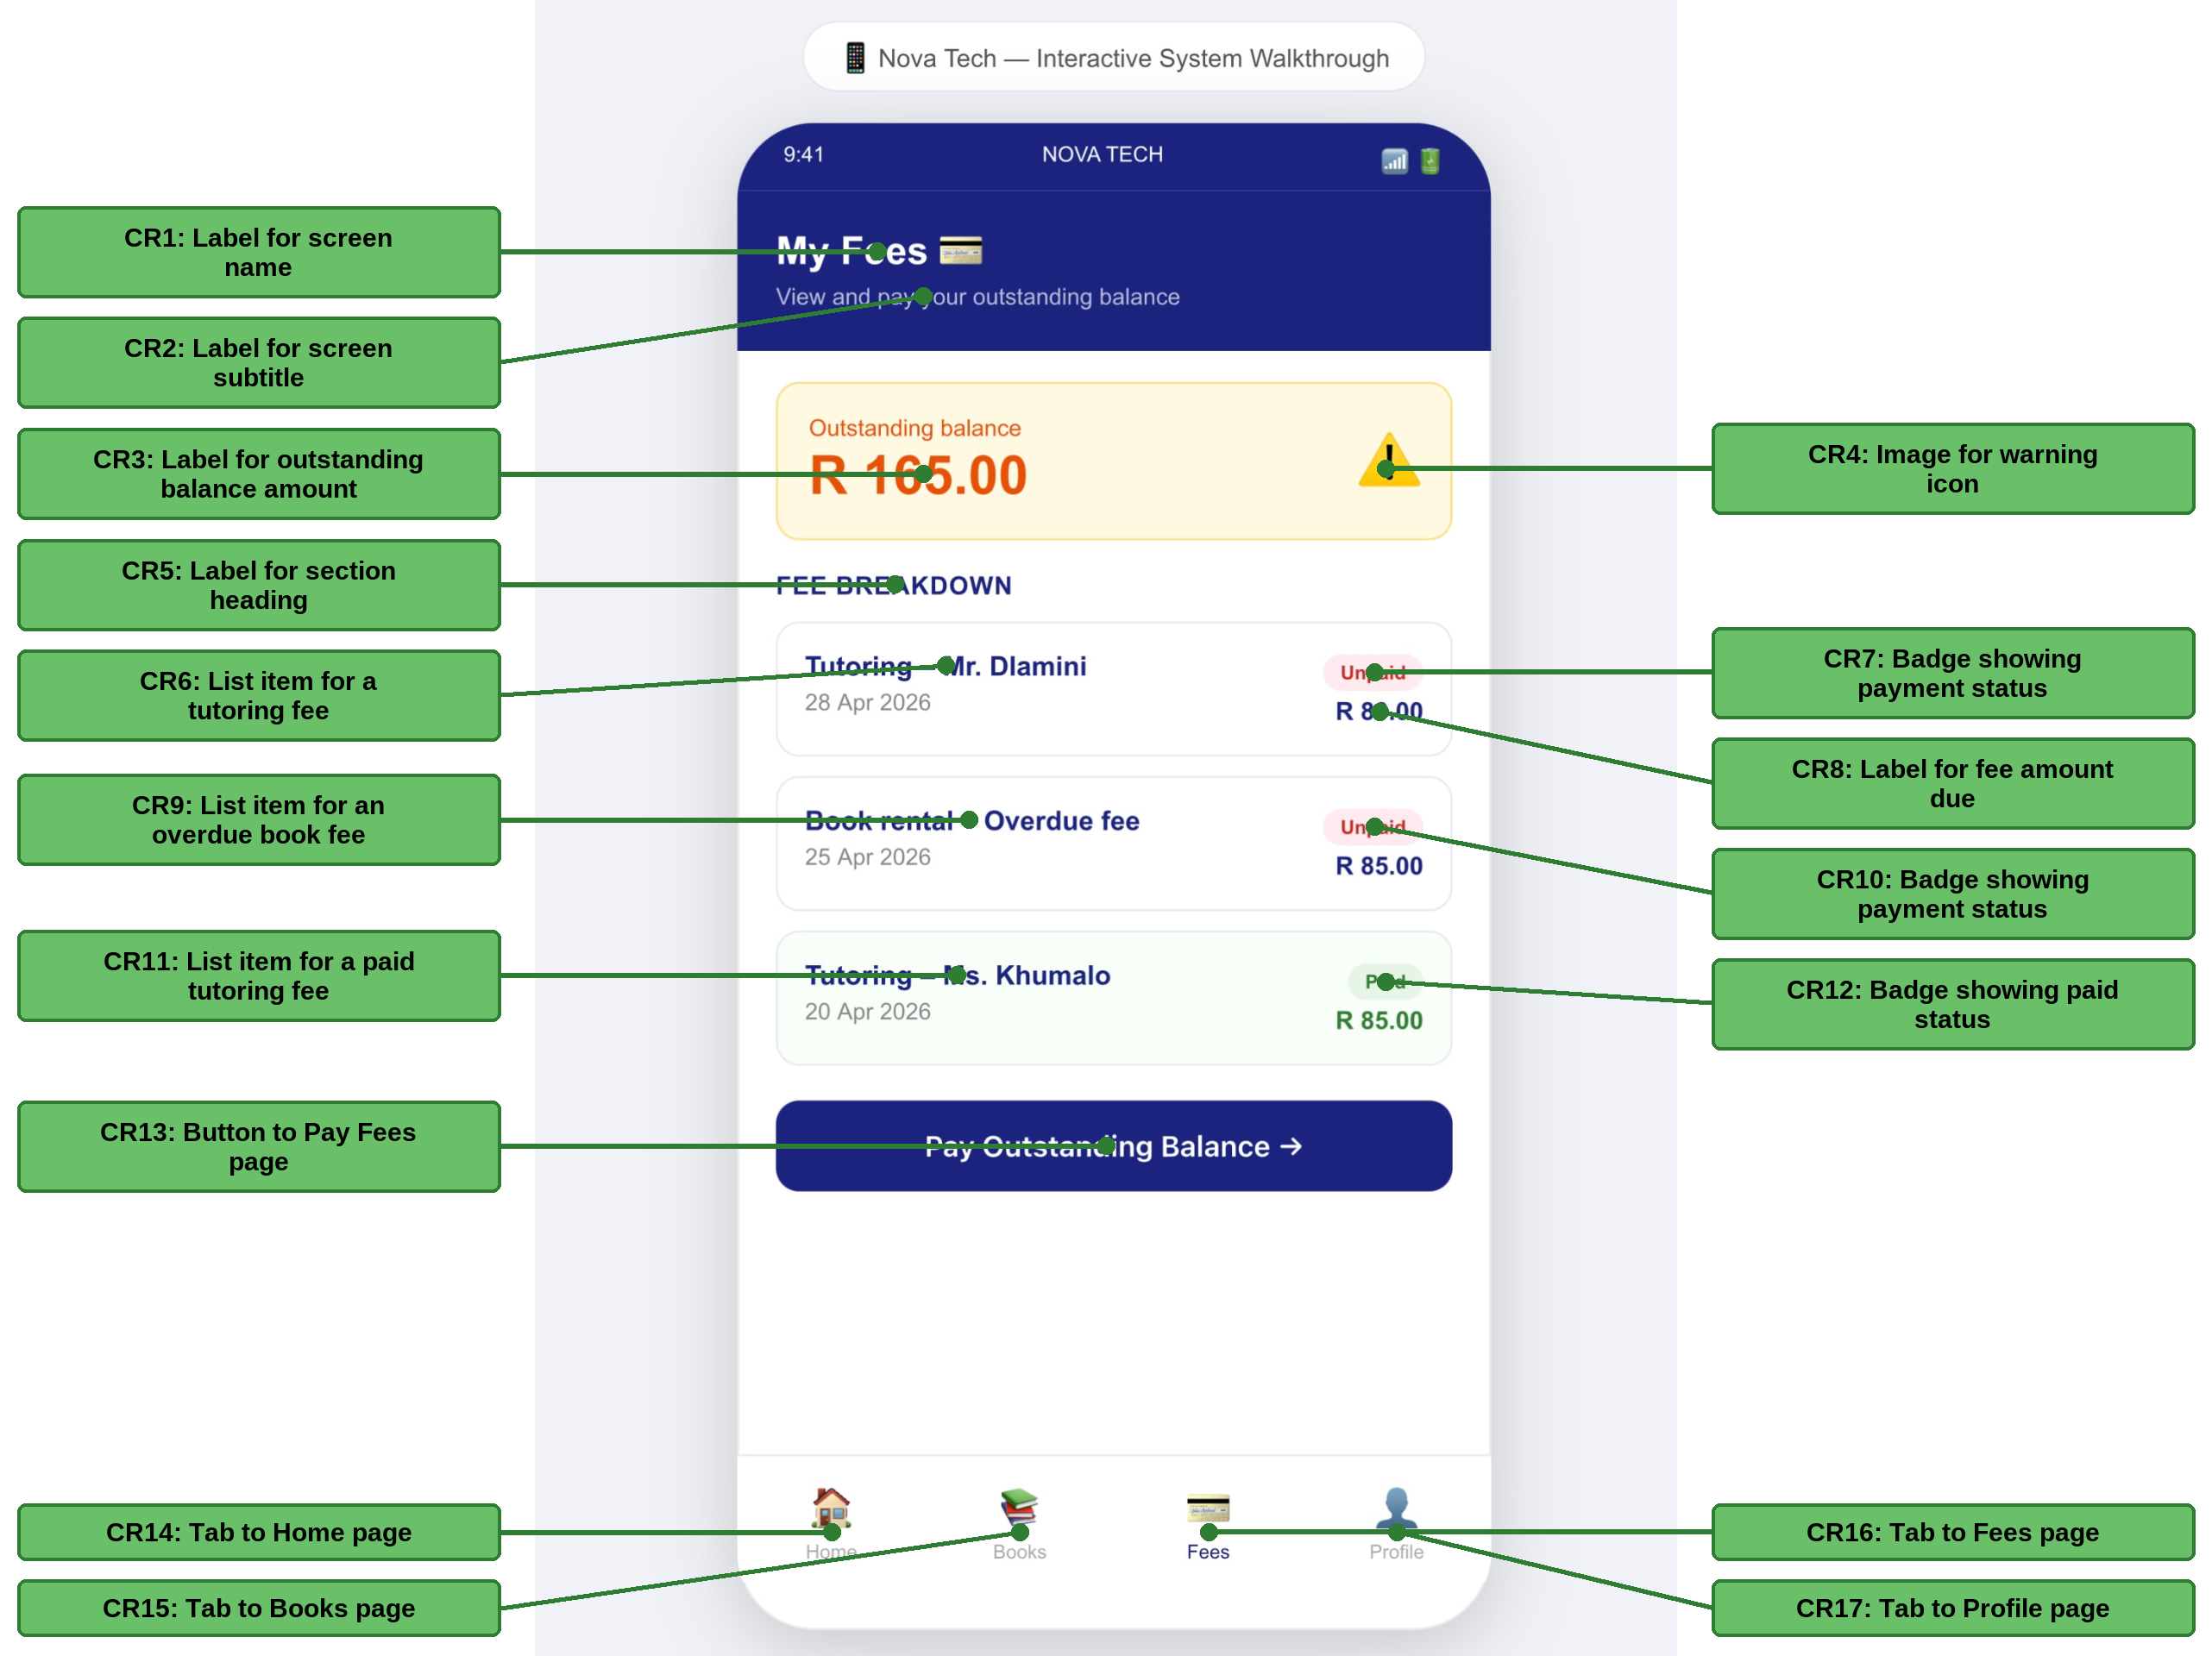 📱 Nova Tech — Interactive System Walkthrough
9:41
NOVA TECH
CR1: Label for screen
name
My Fees 💳
View and pay your outstanding balance
CR2: Label for screen
subtitle
Outstanding balance
R 165.00
CR3: Label for outstanding
balance amount
CR4: Image for warning
icon
CR5: Label for section
heading
FEE BREAKDOWN
CR6: List item for a
tutoring fee
Tutoring – Mr. Dlamini
28 Apr 2026
Unpaid
R 8
.00
CR7: Badge showing
payment status
CR8: Label for fee amount
due
CR9: List item for an
overdue book fee
Book rental – Overdue fee
25 Apr 2026
Unpaid
R 85.00
CR10: Badge showing
payment status
CR11: List item for a paid
tutoring fee
Tutoring – Ms. Khumalo
20 Apr 2026
Paid
R 85.00
CR12: Badge showing paid
status
CR13: Button to Pay Fees
page
Pay Outstanding Balance →
CR14: Tab to Home page
CR15: Tab to Books page
Home
Books
Fees
Profile
CR16: Tab to Fees page
CR17: Tab to Profile page